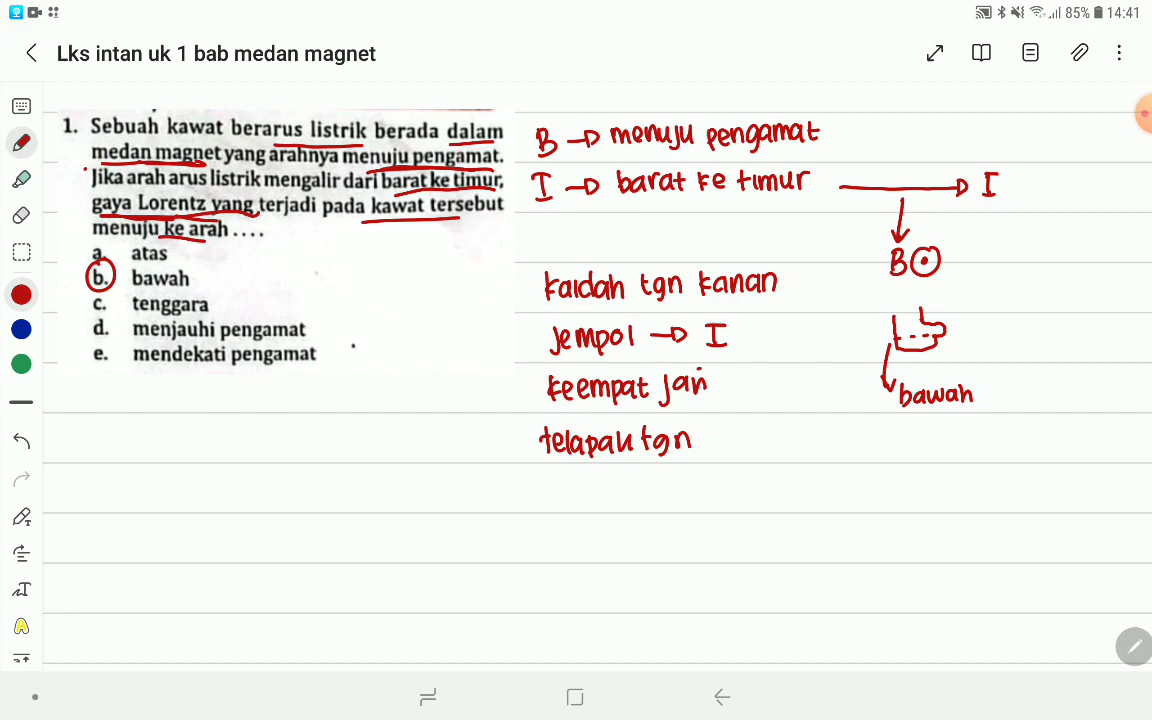 85% 14:41
Lks intan uk 1 bab medan magnet
1. Sebuah kawat berarus listrik berada dalam
medan magnet yang arahnya menuju pengamat.
Jika arah arus listrik mengalir dari barat ke timur,
gaya Lorentz yang terjadi pada kawat tersebut
menuju ke arah ....
a. atas
b. bawah
c. tenggara
d. menjauhi pengamat
e. mendekati pengamat
B → menuju pengamat
I → barat ke timur
I
B
kaidah tgn kanan
jempol → I
keempat jari
telapak tgn
bawah